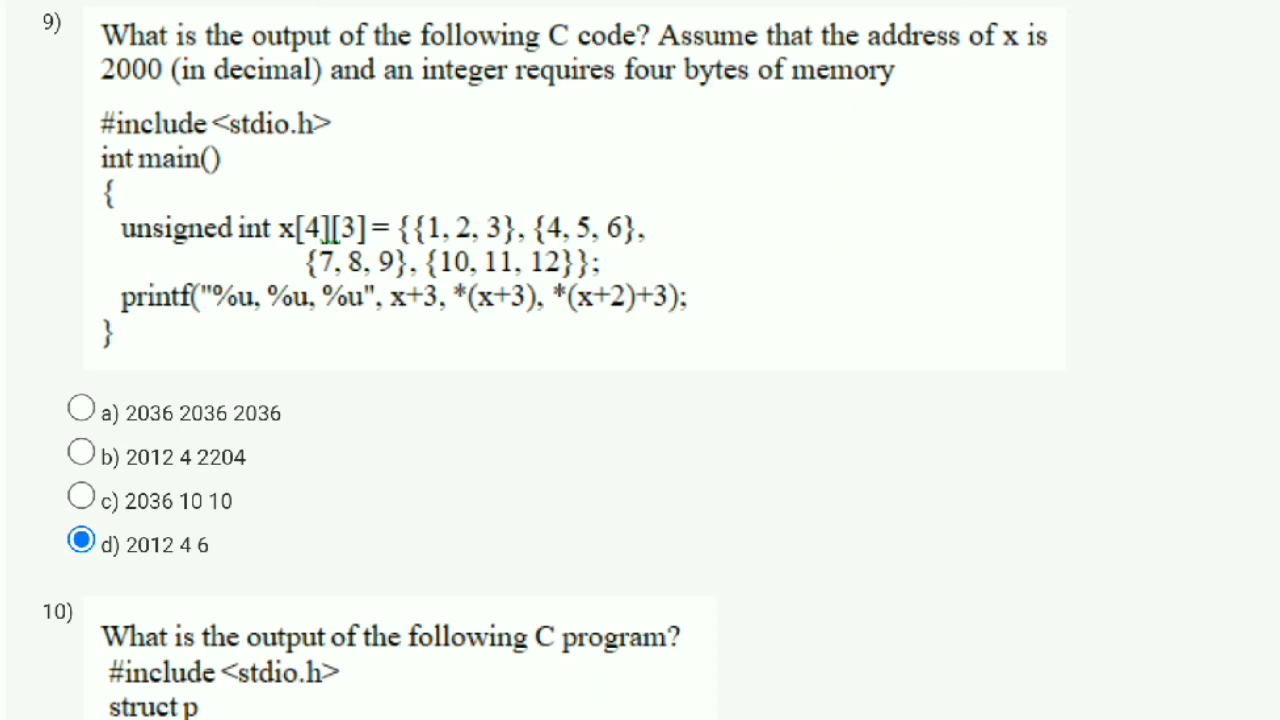 9)
What is the output of the following C code? Assume that the address of x is
2000 (in decimal) and an integer requires four bytes of memory
#include<stdio.h>
int main()
{
unsigned int x[4][3] = {{1, 2, 3}, {4, 5, 6},
{7, 8, 9}, {10, 11, 12}};
printf("%u, %u, %u", x+3, *(x+3), *(x+2)+3);
}
a) 2036 2036 2036
b) 2012 4 2204
c) 2036 10 10
d) 2012 4 6
10)
What is the output of the following C program?
#include<stdio.h>
struct p